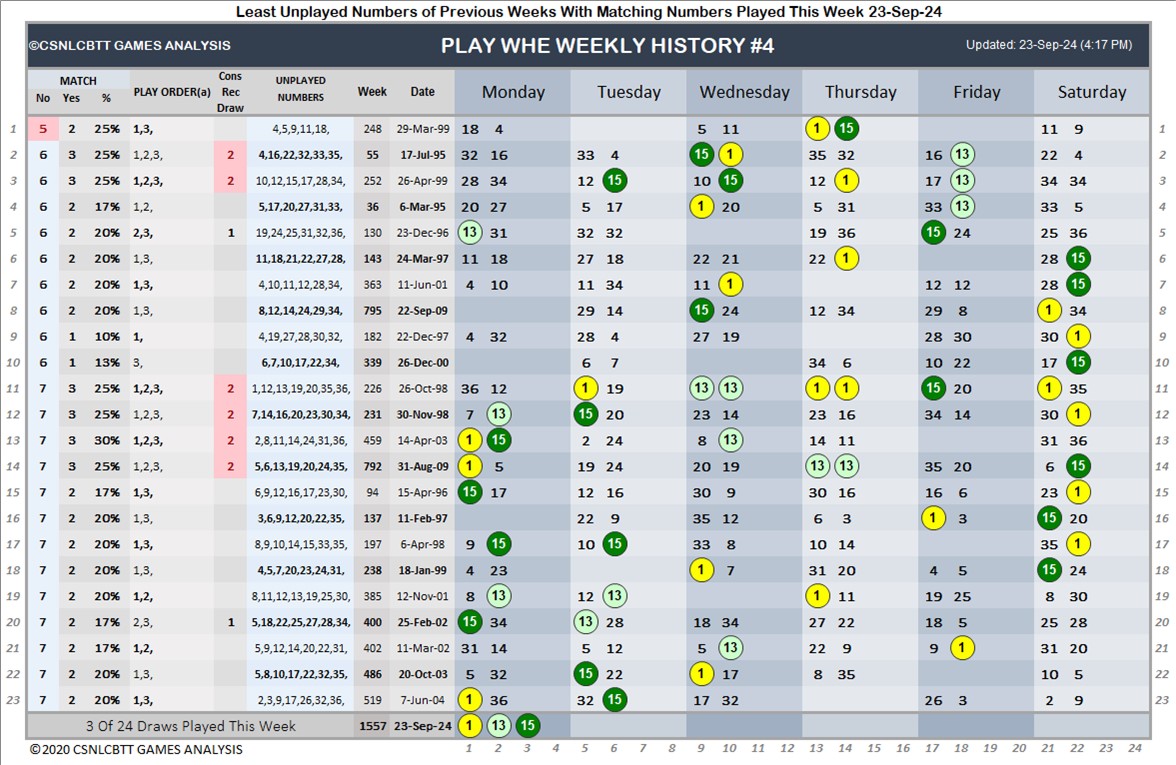 Least Unplayed Numbers of Previous Weeks With Matching Numbers Played This Week 23-Sep-24
©CSNLCBTT GAMES ANALYSIS PLAY WHE WEEKLY HISTORY #4 Updated: 23-Sep-24 (4:17 PM)
MATCH
No Yes % PLAY ORDER(a) Cons Rec Draw UNPLAYED NUMBERS Week Date Monday Tuesday Wednesday Thursday Friday Saturday
1 5 2 25% 1,3, 4,5,9,11,18, 248 29-Mar-99 18 4 5 11 1 15 11 9 1
2 6 3 25% 1,2,3, 2 4,16,22,32,33,35, 55 17-Jul-95 32 16 33 4 15 1 35 32 16 13 22 4 2
3 6 3 25% 1,2,3, 2 10,12,15,17,28,34, 252 26-Apr-99 28 34 12 15 10 15 12 1 17 13 34 34 3
4 6 2 17% 1,2, 5,17,20,27,31,33, 36 6-Mar-95 20 27 5 17 1 20 5 31 33 13 33 5 4
5 6 2 20% 2,3, 1 19,24,25,31,32,36, 130 23-Dec-96 13 31 32 32 19 36 15 24 25 36 5
6 6 2 20% 1,3, 11,18,21,22,27,28, 143 24-Mar-97 11 18 27 18 22 21 22 1 28 15 6
7 6 2 20% 1,3, 4,10,11,12,28,34, 363 11-Jun-01 4 10 11 34 11 1 12 12 28 15 7
8 6 2 20% 1,3, 8,12,14,24,29,34, 795 22-Sep-09 29 14 15 24 12 34 29 8 1 34 8
9 6 1 10% 1, 4,19,27,28,30,32, 182 22-Dec-97 4 32 28 4 27 19 28 30 30 1 9
10 6 1 13% 3, 6,7,10,17,22,34, 339 26-Dec-00 6 7 34 6 10 22 17 15 10
11 7 3 25% 1,2,3, 2 1,12,13,19,20,35,36, 226 26-Oct-98 36 12 1 19 13 13 1 1 15 20 1 35 11
12 7 3 25% 1,2,3, 2 7,14,16,20,23,30,34, 231 30-Nov-98 7 13 15 20 23 14 23 16 34 14 30 1 12
13 7 3 30% 1,2,3, 2 2,8,11,14,24,31,36, 459 14-Apr-03 1 15 2 24 8 13 14 11 31 36 13
14 7 3 25% 1,2,3, 2 5,6,13,19,20,24,35, 792 31-Aug-09 1 5 19 24 20 19 13 13 35 20 6 15 14
15 7 2 17% 1,3, 6,9,12,16,17,23,30, 94 15-Apr-96 15 17 12 16 30 9 30 16 16 6 23 1 15
16 7 2 20% 1,3, 3,6,9,12,20,22,35, 137 11-Feb-97 22 9 35 12 6 3 1 3 15 20 16
17 7 2 20% 1,3, 8,9,10,14,15,33,35, 197 6-Apr-98 9 15 10 15 33 8 10 14 35 1 17
18 7 2 20% 1,3, 4,5,7,20,23,24,31, 238 18-Jan-99 4 23 1 7 31 20 4 5 15 24 18
19 7 2 20% 1,2, 8,11,12,13,19,25,30, 385 12-Nov-01 8 13 12 13 1 11 19 25 8 30 19
20 7 2 17% 2,3, 1 5,18,22,25,27,28,34, 400 25-Feb-02 15 34 13 28 18 34 27 22 18 5 25 28 20
21 7 2 17% 1,2, 5,9,12,14,20,22,31, 402 11-Mar-02 31 14 5 12 5 13 22 9 9 1 31 20 21
22 7 2 20% 1,3, 5,8,10,17,22,32,35, 486 20-Oct-03 5 32 15 22 1 17 8 35 10 5 22
23 7 2 20% 1,3, 2,3,9,17,26,32,36, 519 7-Jun-04 1 36 32 15 17 32 26 3 2 9 23
3 Of 24 Draws Played This Week 1557 23-Sep-24 1 13 15
©2020 CSNLCBTT GAMES ANALYSIS 1 2 3 4 5 6 7 8 9 10 11 12 13 14 15 16 17 18 19 20 21 22 23 24